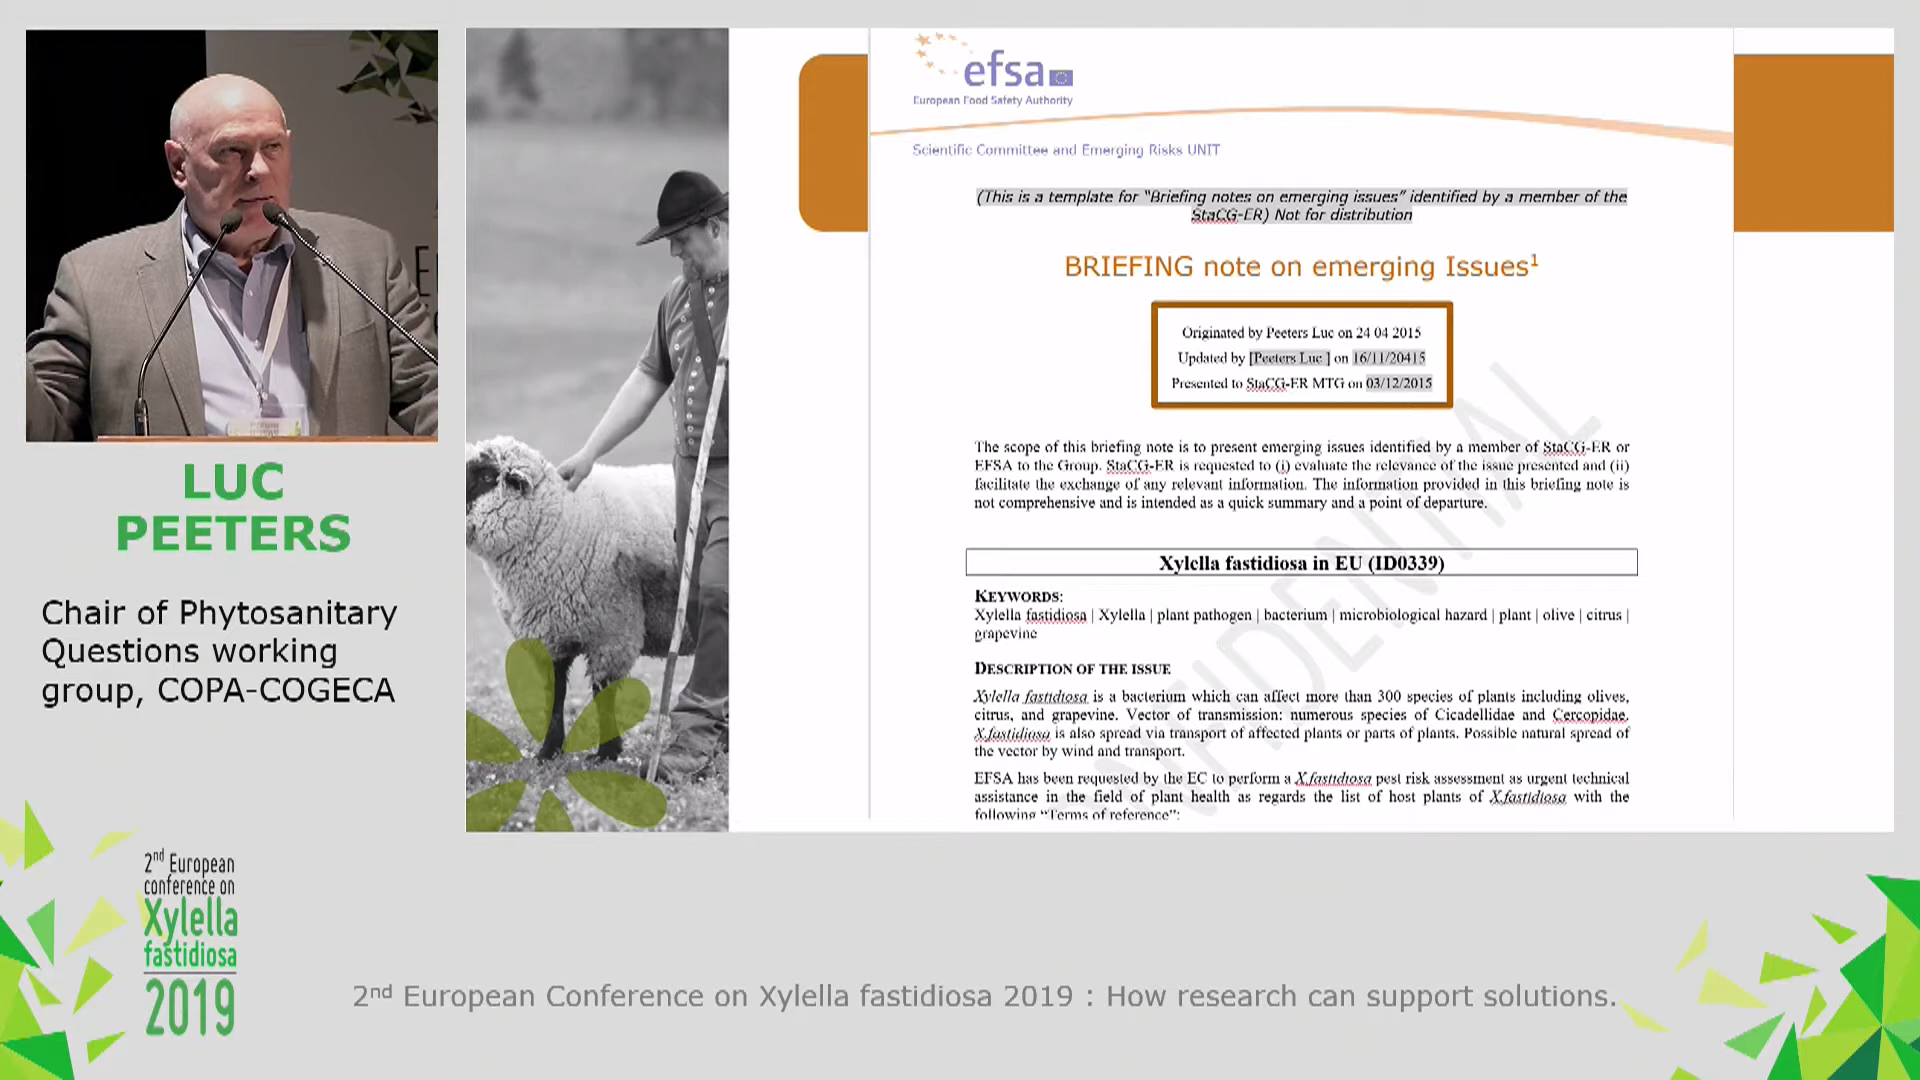 LUC
PEETERS
Chair of Phytosanitary
Questions working
group, COPA-COGECA
efsa
European Food Safety Authority
Scientific Committee and Emerging Risks UNIT
(This is a template for “Briefing notes on emerging issues” identified by a member of the
StaCG-ER) Not for distribution
BRIEFING note on emerging Issues¹
Originated by Peeters Luc on 24 04 2015
Updated by [Peeters Luc ] on 16/11/20415
Presented to StaCG-ER MTG on 03/12/2015
The scope of this briefing note is to present emerging issues identified by a member of StaCG-ER or
EFSA to the Group. StaCG-ER is requested to (i) evaluate the relevance of the issue presented and (ii)
facilitate the exchange of any relevant information. The information provided in this briefing note is
not comprehensive and is intended as a quick summary and a point of departure.
Xylella fastidiosa in EU (ID0339)
KEYWORDS:
Xylella fastidiosa | Xylella | plant pathogen | bacterium | microbiological hazard | plant | olive | citrus |
grapevine
DESCRIPTION OF THE ISSUE
Xylella fastidiosa is a bacterium which can affect more than 300 species of plants including olives,
citrus, and grapevine. Vector of transmission: numerous species of Cicadellidae and Cercopidae.
X.fastidiosa is also spread via transport of affected plants or parts of plants. Possible natural spread of
the vector by wind and transport.
EFSA has been requested by the EC to perform a X.fastidiosa pest risk assessment as urgent technical
assistance in the field of plant health as regards the list of host plants of X.fastidiosa with the
following “Terms of reference”:
2nd European
conference on
Xylella
fastidiosa
2019
2nd European Conference on Xylella fastidiosa 2019 : How research can support solutions.